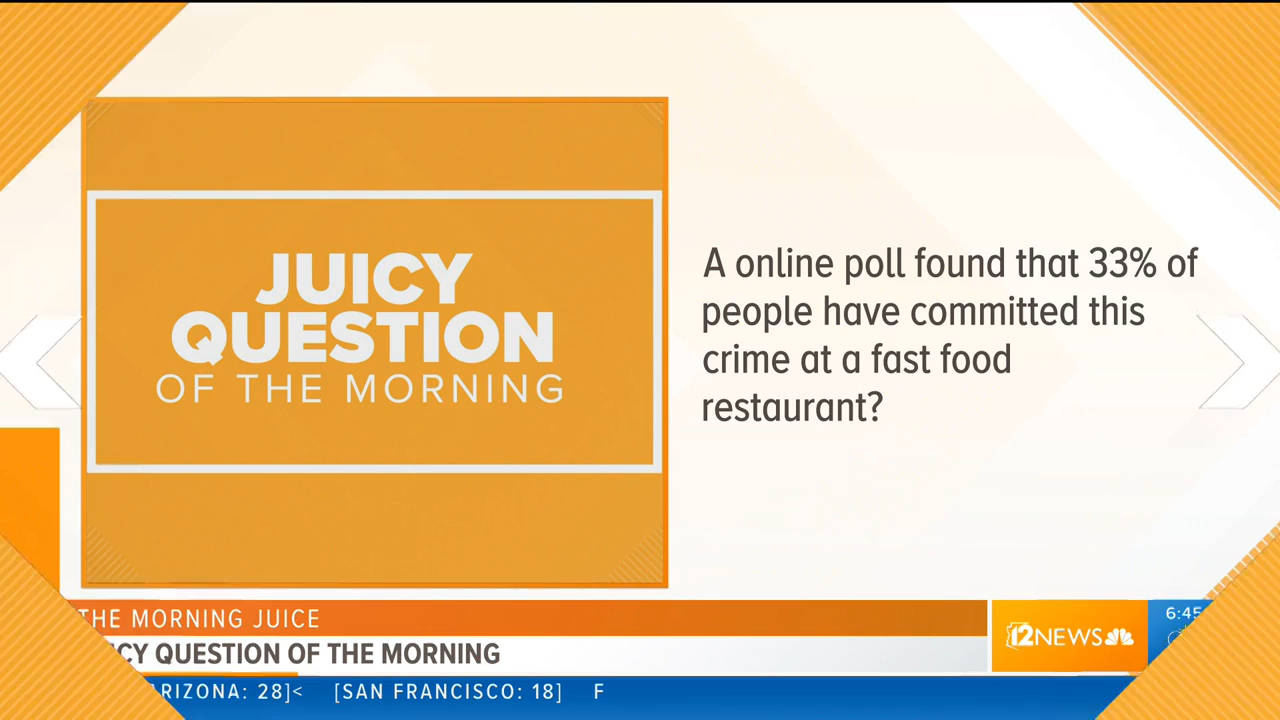 JUICY
QUESTION
OF THE MORNING
A online poll found that 33% of
people have committed this
crime at a fast food
restaurant?
THE MORNING JUICE
CY QUESTION OF THE MORNING
12NEWS
6:45
RIZONA: 28]< [SAN FRANCISCO: 18] F